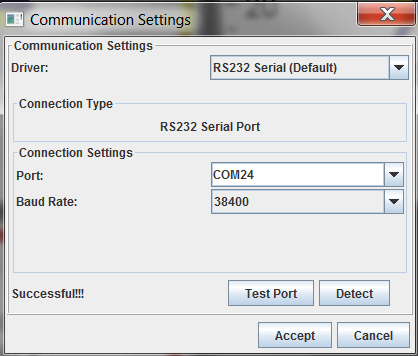 Communication Settings
Communication Settings
Driver: RS232 Serial (Default)
Connection Type
RS232 Serial Port
Connection Settings
Port: COM24
Baud Rate: 38400
Successful!!! Test Port Detect
Accept Cancel